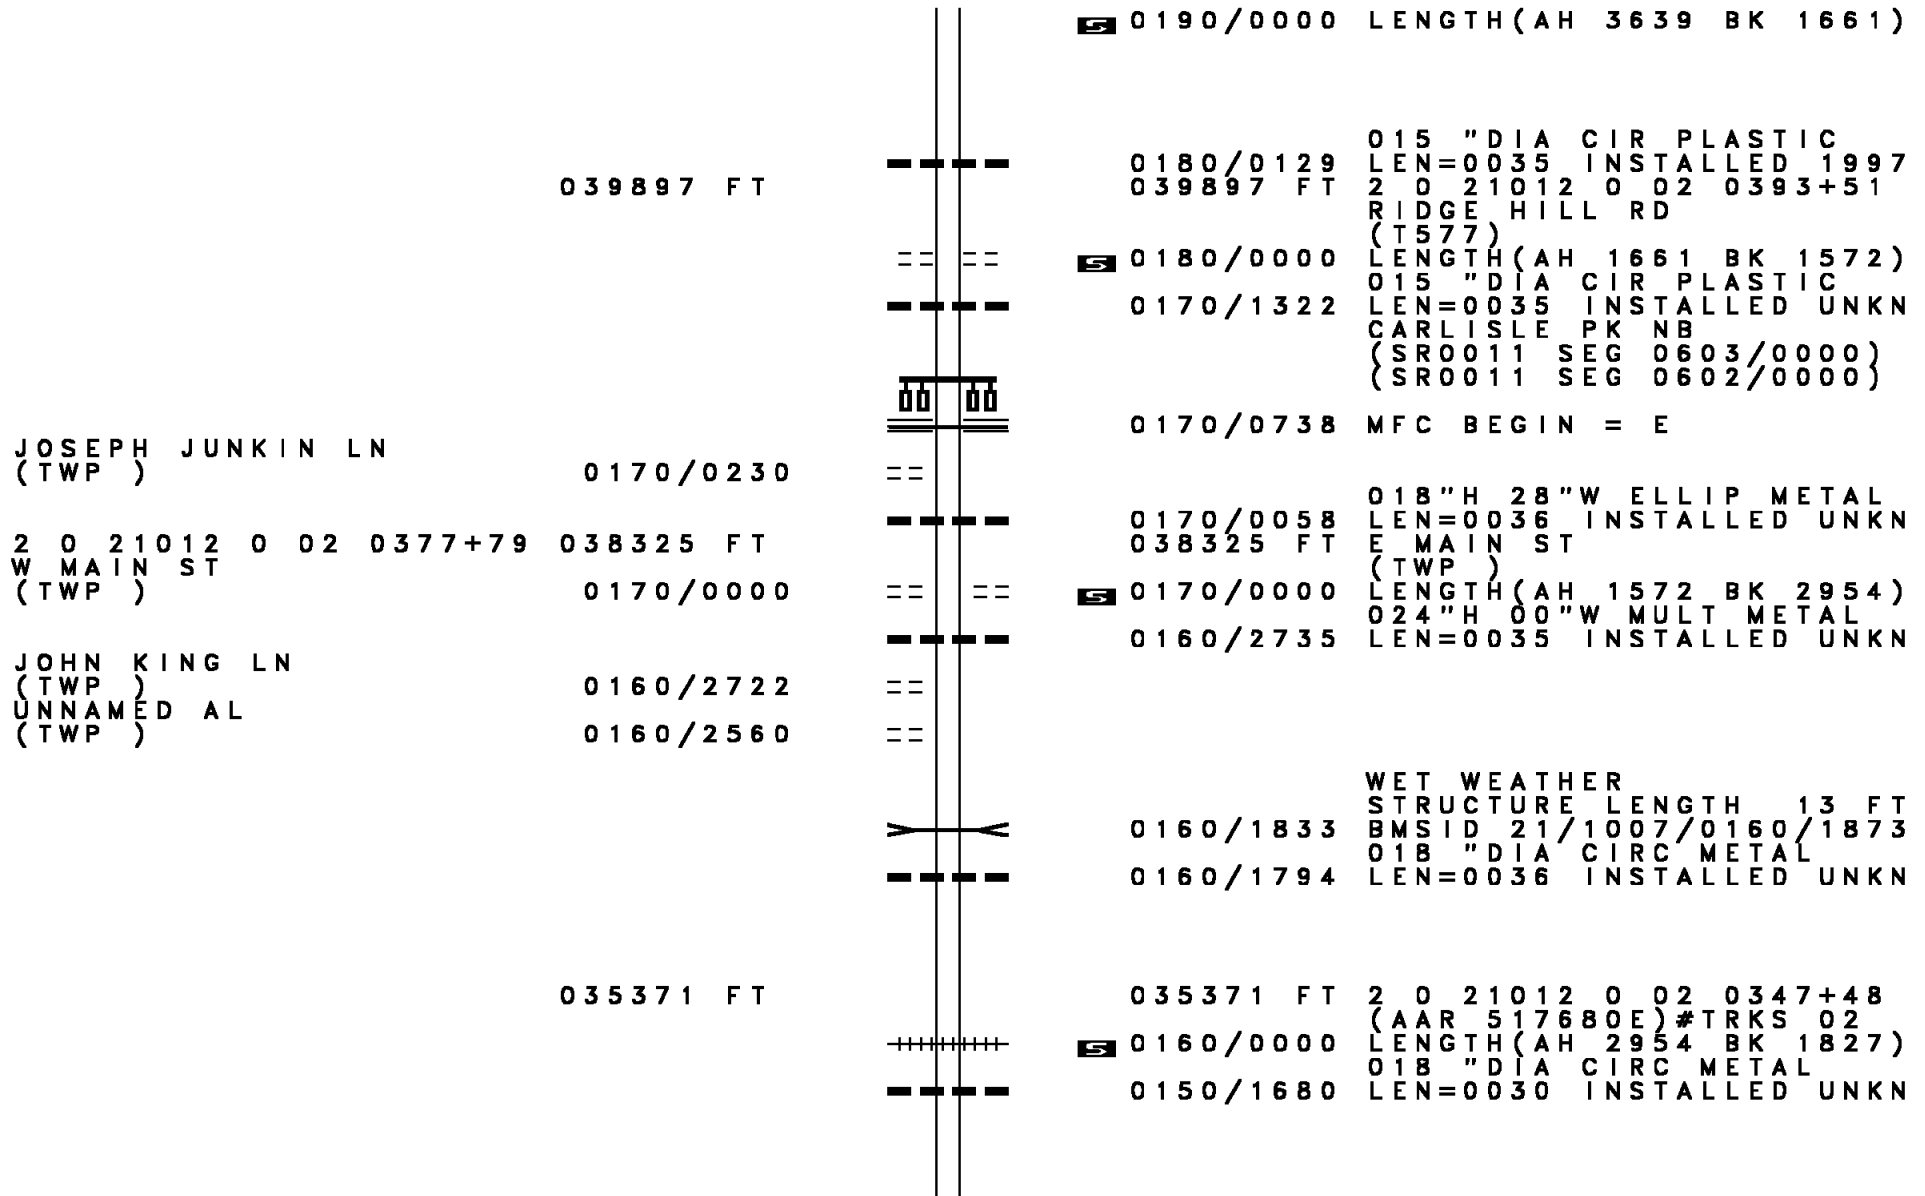 0190/0000 LENGTH(AH 3639 BK 1661)
015 "DIA CIR PLASTIC
0180/0129 LEN=0035 INSTALLED 1997
039897 FT 039897 FT 2 0 21012 0 02 0393+51
RIDGE HILL RD
(T577)
S 0180/0000 LENGTH(AH 1661 BK 1572)
015 "DIA CIR PLASTIC
0170/1322 LEN=0035 INSTALLED UNKN
CARLISLE PK NB
(SR0011 SEG 0603/0000)
(SR0011 SEG 0602/0000)
0170/0738 MFC BEGIN = E
JOSEPH JUNKIN LN
(TWP ) 0170/0230
018"H 28"W ELLIP METAL
0170/0058 LEN=0036 INSTALLED UNKN
2 0 21012 0 02 0377+79 038325 FT 038325 FT E MAIN ST
W MAIN ST (TWP )
(TWP ) 0170/0000 S 0170/0000 LENGTH(AH 1572 BK 2954)
024"H 00"W MULT METAL
0160/2735 LEN=0035 INSTALLED UNKN
JOHN KING LN
(TWP ) 0160/2722
UNNAMED AL
(TWP ) 0160/2560
WET WEATHER
STRUCTURE LENGTH 13 FT
0160/1833 BMSID 21/1007/0160/1873
018 "DIA CIRC METAL
0160/1794 LEN=0036 INSTALLED UNKN
035371 FT 035371 FT 2 0 21012 0 02 0347+48
(AAR 517680E)#TRKS 02
S 0160/0000 LENGTH(AH 2954 BK 1827)
018 "DIA CIRC METAL
0150/1680 LEN=0030 INSTALLED UNKN